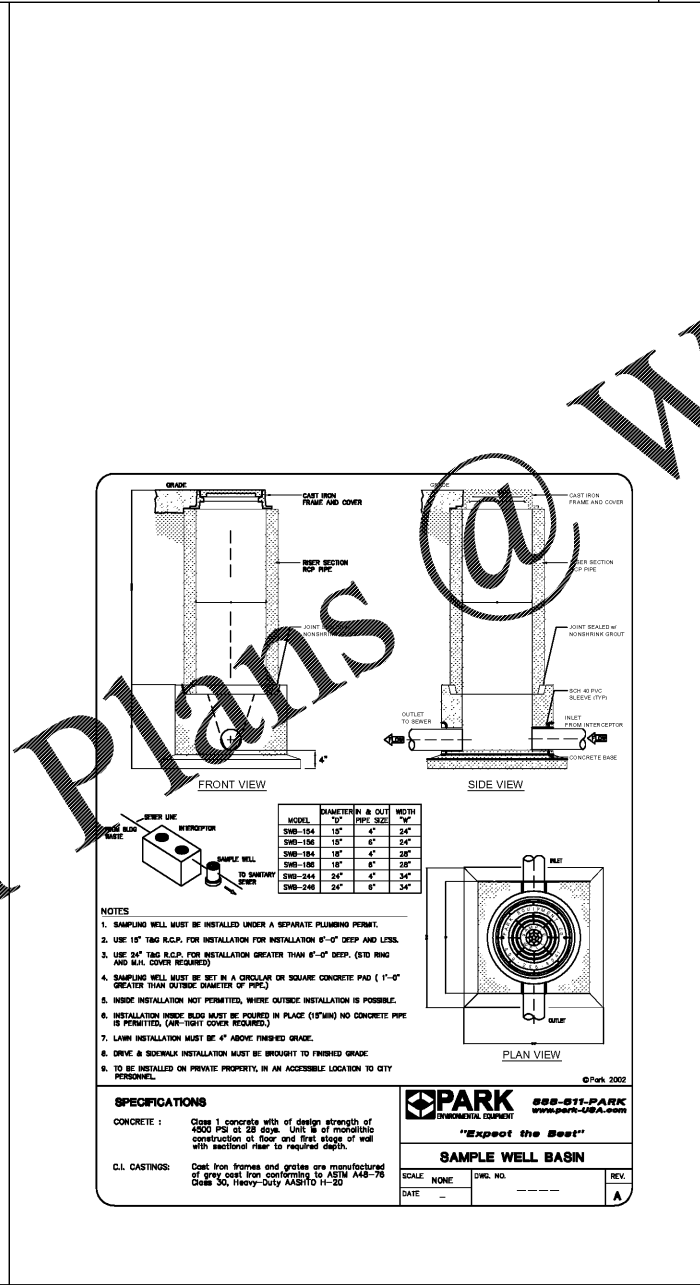 GRADE
CAST IRON
FRAME AND COVER
RISER SECTION
RCP PIPE
JOINT
NONSHRINK GROUT
4"
FRONT VIEW
GRADE
CAST IRON
FRAME AND COVER
RISER SECTION
RCP PIPE
JOINT SEALED w/
NONSHRINK GROUT
SCH 40 PVC
SLEEVE (TYP)
OUTLET
TO SEWER
INLET
FROM INTERCEPTOR
CONCRETE BASE
SIDE VIEW
Plans @ W
SEWER LINE
FROM BLDG
WASTE
INTERCEPTOR
SAMPLE WELL
TO SANITARY
SEWER
MODEL DIAMETER "D" IN & OUT PIPE SIZE WIDTH "W"
SWB-154 15" 4" 24"
SWB-156 15" 6" 24"
SWB-184 18" 4" 28"
SWB-186 18" 6" 28"
SWB-244 24" 4" 34"
SWB-246 24" 6" 34"
INLET
OUTLET
PLAN VIEW
NOTES
1. SAMPLING WELL MUST BE INSTALLED UNDER A SEPARATE PLUMBING PERMIT.
2. USE 15" T&G R.C.P. FOR INSTALLATION FOR INSTALLATION 6'-0" DEEP AND LESS.
3. USE 24" T&G R.C.P. FOR INSTALLATION GREATER THAN 6'-0" DEEP. (STD RING
AND M.H. COVER REQUIRED)
4. SAMPLING WELL MUST BE SET IN A CIRCULAR OR SQUARE CONCRETE PAD ( 1'-0"
GREATER THAN OUTSIDE DIAMETER OF PIPE.)
5. INSIDE INSTALLATION NOT PERMITTED, WHERE OUTSIDE INSTALLATION IS POSSIBLE.
6. INSTALLATION INSIDE BLDG MUST BE POURED IN PLACE (15"MIN) NO CONCRETE PIPE
IS PERMITTED, (AIR-TIGHT COVER REQUIRED.)
7. LAWN INSTALLATION MUST BE 4" ABOVE FINISHED GRADE.
8. DRIVE & SIDEWALK INSTALLATION MUST BE BROUGHT TO FINISHED GRADE
9. TO BE INSTALLED ON PRIVATE PROPERTY, IN AN ACCESSIBLE LOCATION TO CITY
PERSONNEL.
©Park 2002
SPECIFICATIONS
CONCRETE : Class 1 concrete with of design strength of
4500 PSI at 28 days. Unit is of monolithic
construction at floor and first stage of wall
with sectional riser to required depth.
C.I. CASTINGS: Cast iron frames and grates are manufactured
of grey cast iron conforming to ASTM A48-76
Class 30, Heavy-Duty AASHTO H-20
PARK
ENVIRONMENTAL EQUIPMENT
888-611-PARK
www.park-USA.com
"Expect the Best"
SAMPLE WELL BASIN
SCALE NONE
DWG. NO. ----
REV.
DATE –
A